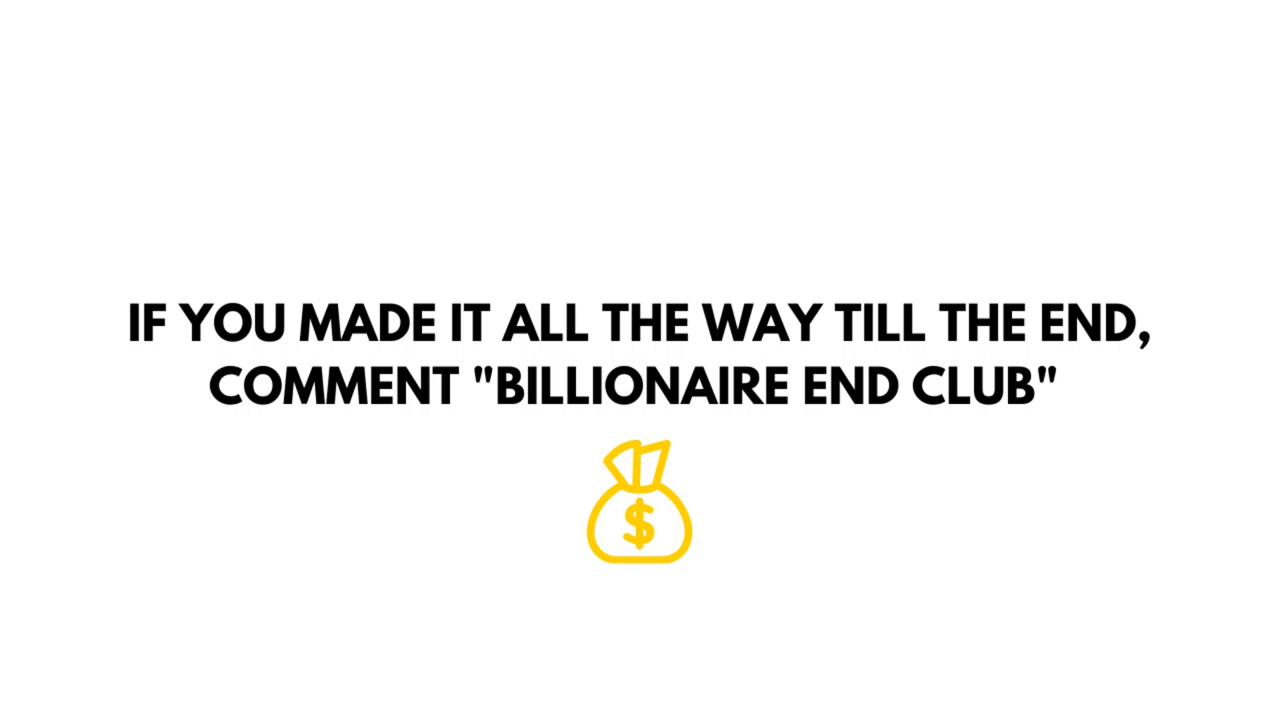 IF YOU MADE IT ALL THE WAY TILL THE END,
COMMENT "BILLIONAIRE END CLUB"
$